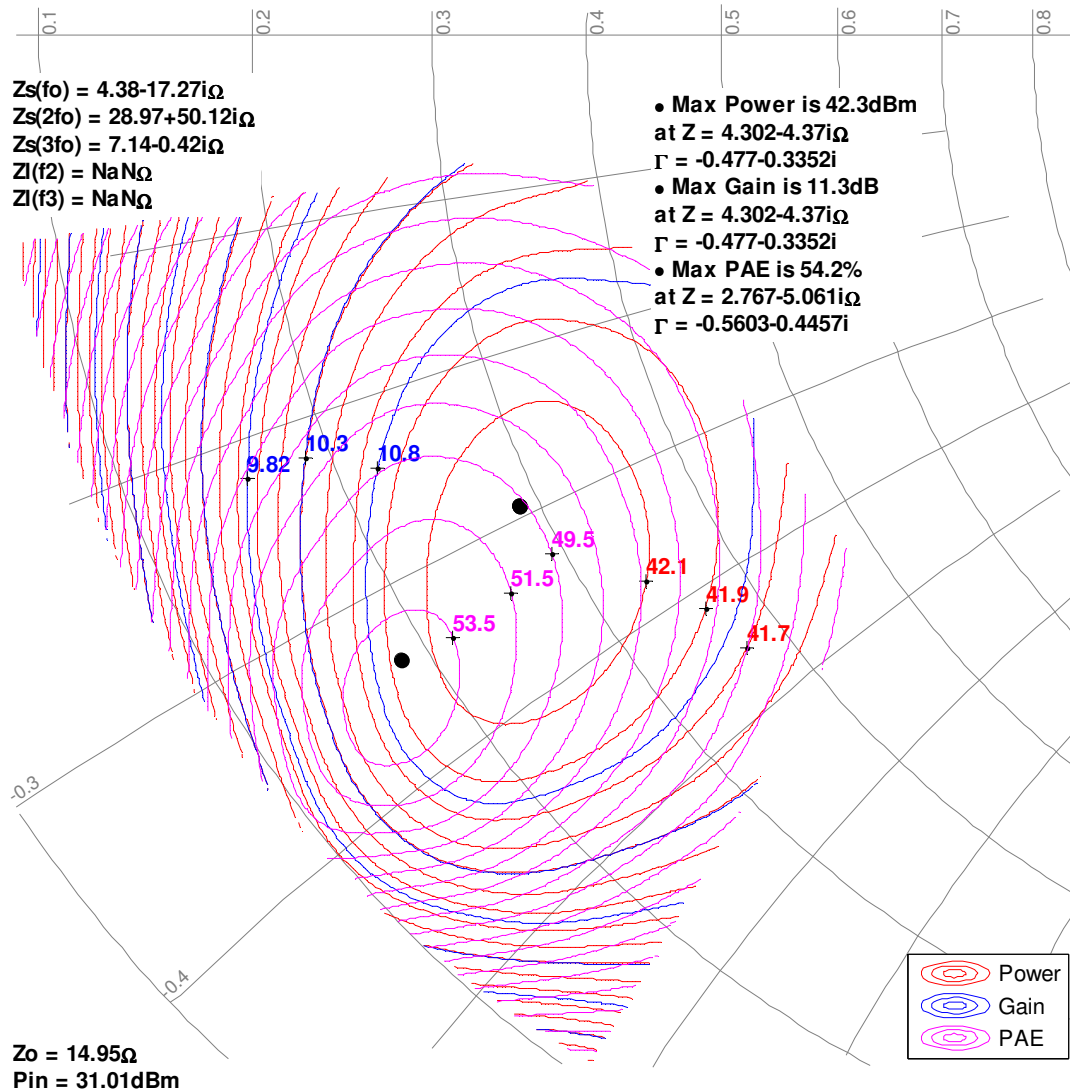 0.1
0.2
0.3
0.4
0.5
0.6
0.7
0.8
Zs(fo) = 4.38-17.27iΩ
Zs(2fo) = 28.97+50.12iΩ
Zs(3fo) = 7.14-0.42iΩ
Zl(f2) = NaNΩ
Zl(f3) = NaNΩ
• Max Power is 42.3dBm
at Z = 4.302-4.37iΩ
Γ = -0.477-0.3352i
• Max Gain is 11.3dB
at Z = 4.302-4.37iΩ
Γ = -0.477-0.3352i
• Max PAE is 54.2%
at Z = 2.767-5.061iΩ
Γ = -0.5603-0.4457i
9.82
10.3
10.8
49.5
51.5
53.5
42.1
41.9
41.7
-0.3
-0.4
Power
Gain
PAE
Zo = 14.95Ω
Pin = 31.01dBm